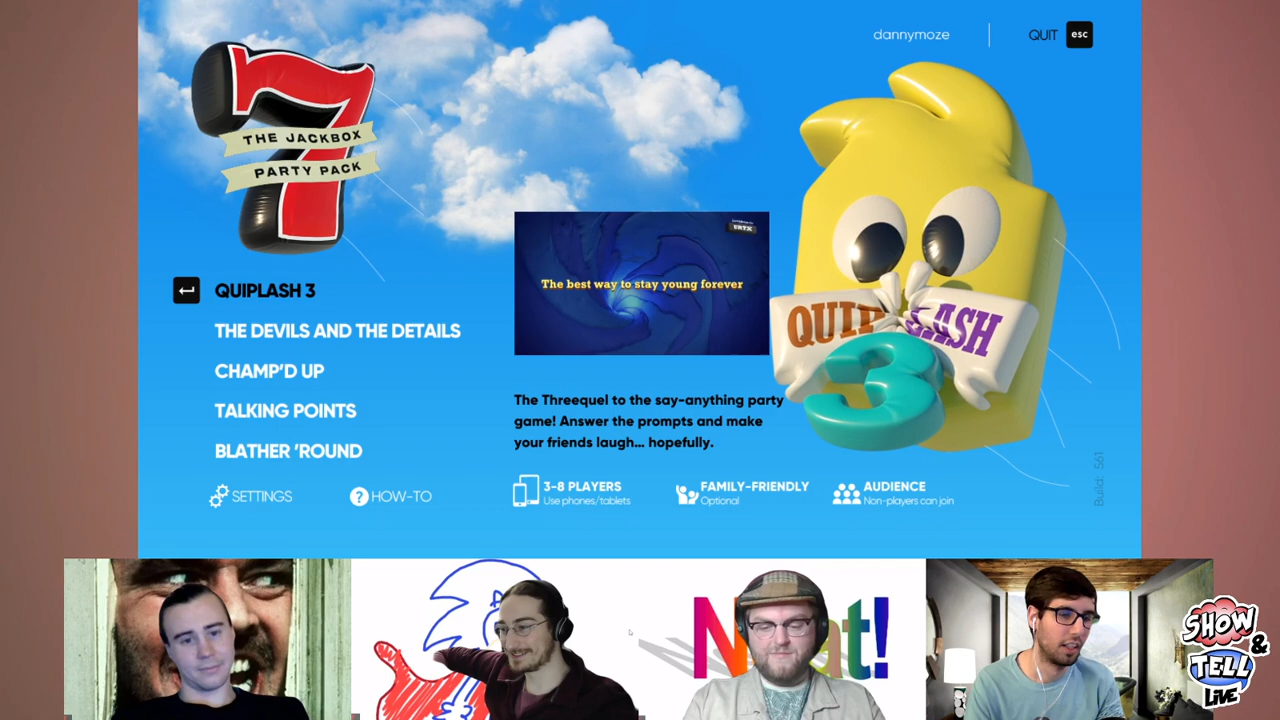 dannymoze
QUIT esc
7
THE JACKBOX
PARTY PACK
QUIPLASH 3
THE DEVILS AND THE DETAILS
CHAMP'D UP
TALKING POINTS
BLATHER 'ROUND
SETTINGS
HOW-TO
The best way to stay young forever
QUIPLASH
3
The Threequel to the say-anything party
game! Answer the prompts and make
your friends laugh... hopefully.
3-8 PLAYERS
Use phones/tablets
FAMILY-FRIENDLY
Optional
AUDIENCE
Non-players can join
Build: 561
SHOW
&
TELL
LIVE